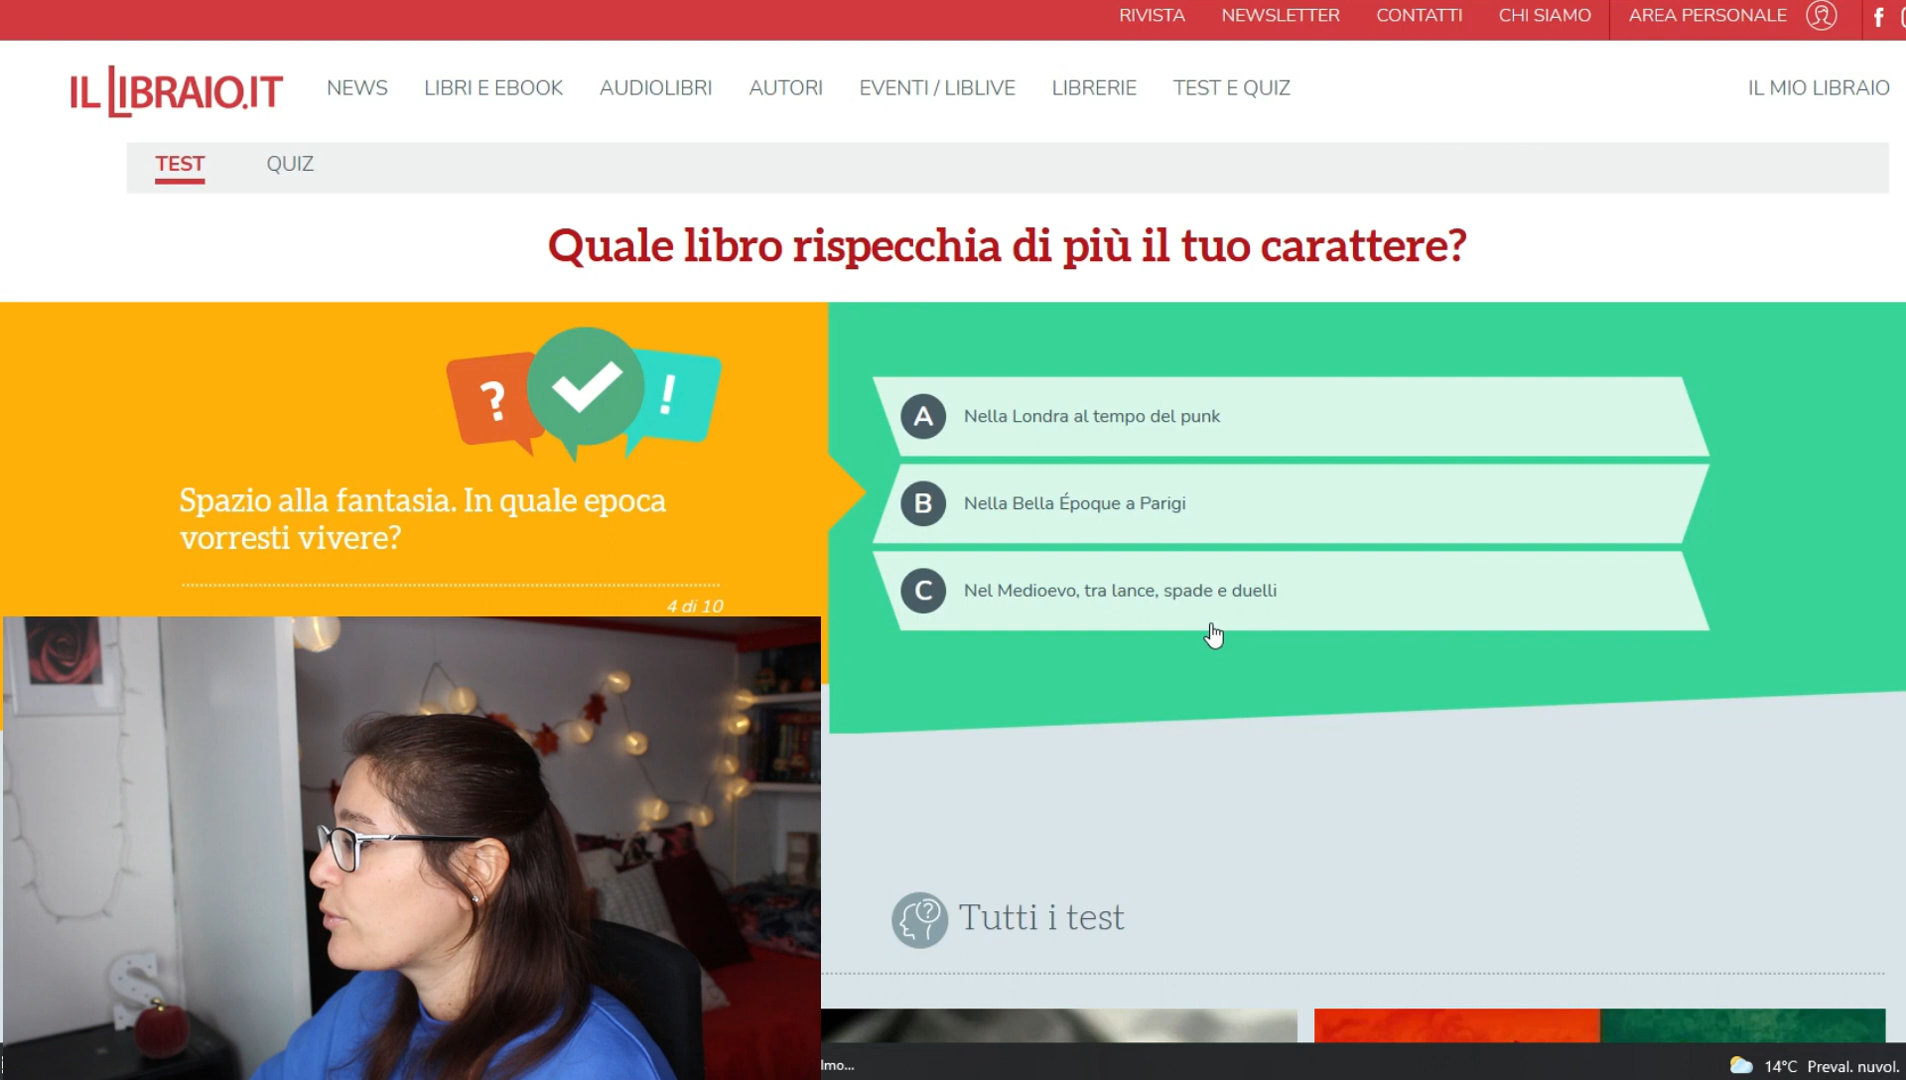 RIVISTA NEWSLETTER CONTATTI CHI SIAMO AREA PERSONALE
ILLIBRAIO.IT NEWS LIBRI E EBOOK AUDIOLIBRI AUTORI EVENTI / LIBLIVE LIBRERIE TEST E QUIZ IL MIO LIBRAIO
TEST QUIZ
Quale libro rispecchia di più il tuo carattere?
? !
Spazio alla fantasia. In quale epoca
vorresti vivere?
4 di 10
A Nella Londra al tempo del punk
B Nella Bella Époque a Parigi
C Nel Medioevo, tra lance, spade e duelli
S
Tutti i test
14°C Preval. nuvol.